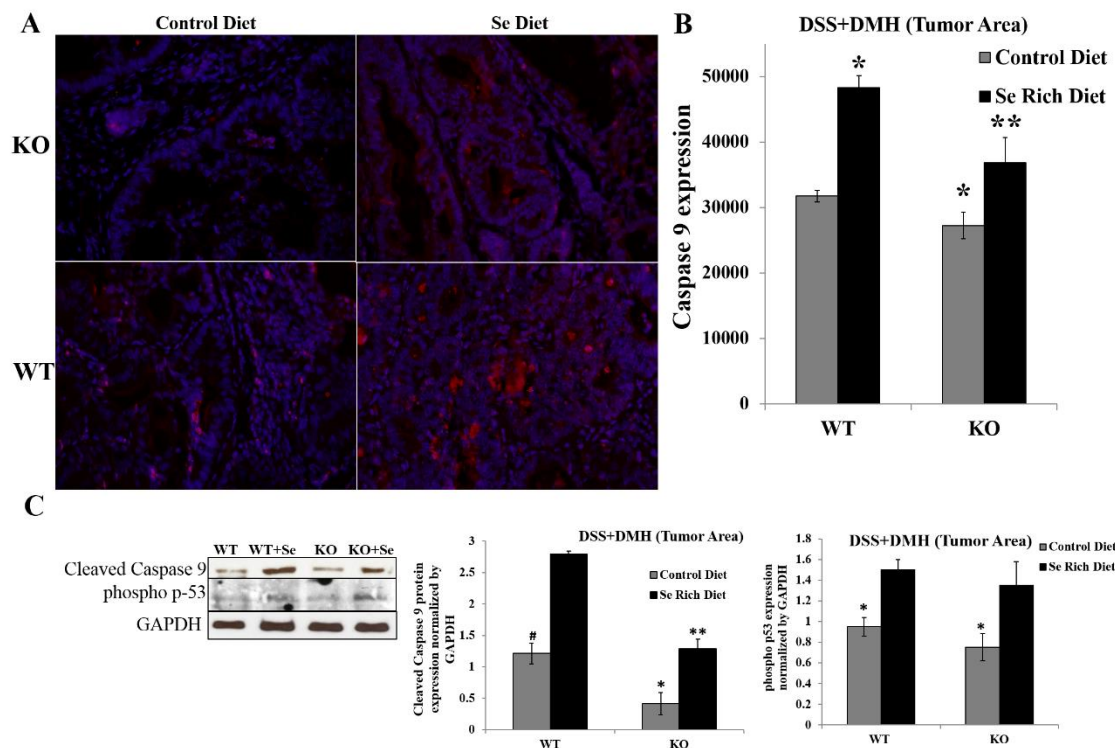 A
Control Diet
Se Diet
KO
WT
B
DSS+DMH (Tumor Area)
Control Diet
Se Rich Diet
Caspase 9 expression
50000
40000
30000
20000
10000
0
*
*
**
WT
KO
C
WT WT+Se KO KO+Se
Cleaved Caspase 9
phospho p-53
GAPDH
DSS+DMH (Tumor Area)
Control Diet
Se Rich Diet
Cleaved Caspase 9 protein
expression normalized by
GAPDH
3
2.5
2
1.5
1
0.5
0
#
*
**
WT
KO
DSS+DMH (Tumor Area)
Control Diet
Se Rich Diet
phospho p53 expression
normalized by GAPDH
1.8
1.6
1.4
1.2
1
0.8
0.6
0.4
0.2
0
*
*
WT
KO